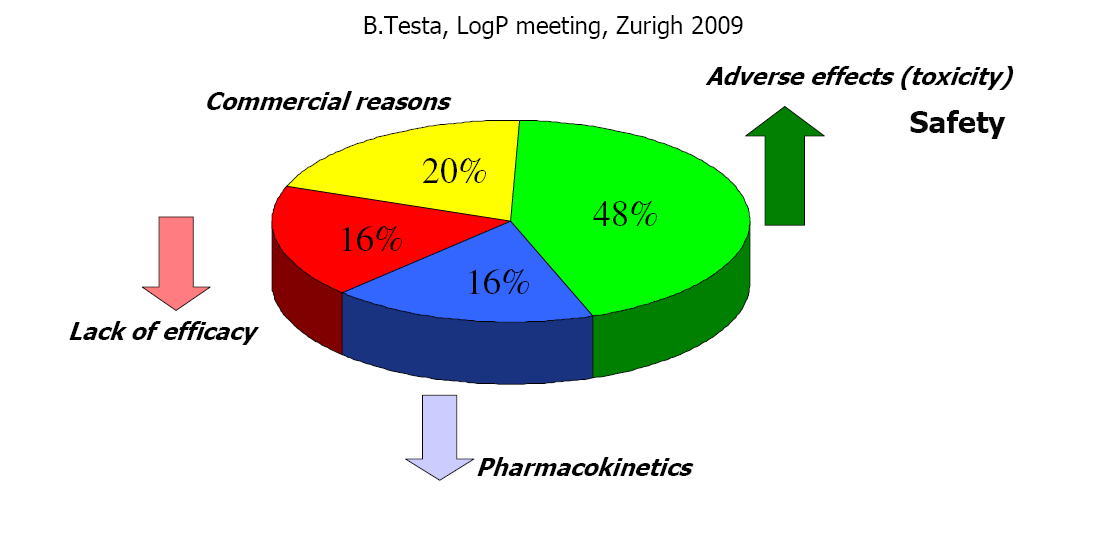 B.Testa, LogP meeting, Zurigh 2009
Adverse effects (toxicity)
Commercial reasons
Safety
20%
48%
16%
16%
Lack of efficacy
Pharmacokinetics